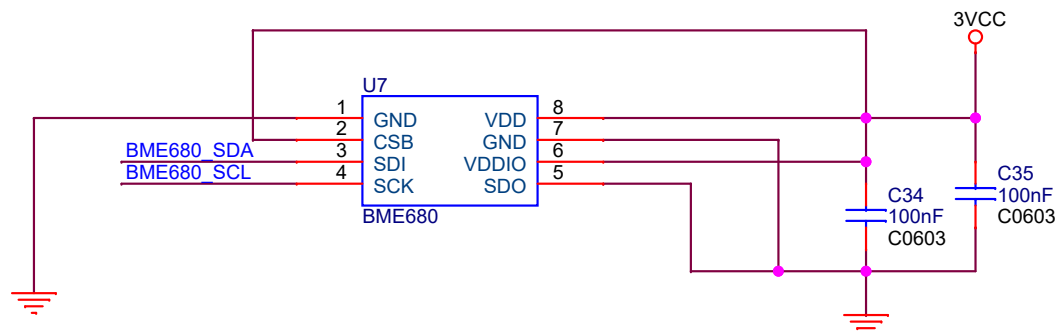 3VCC
U7
1 GND VDD 8
2 CSB GND 7
BME680_SDA 3 SDI VDDIO 6
BME680_SCL 4 SCK SDO 5
BME680
C34
100nF
C0603
C35
100nF
C0603